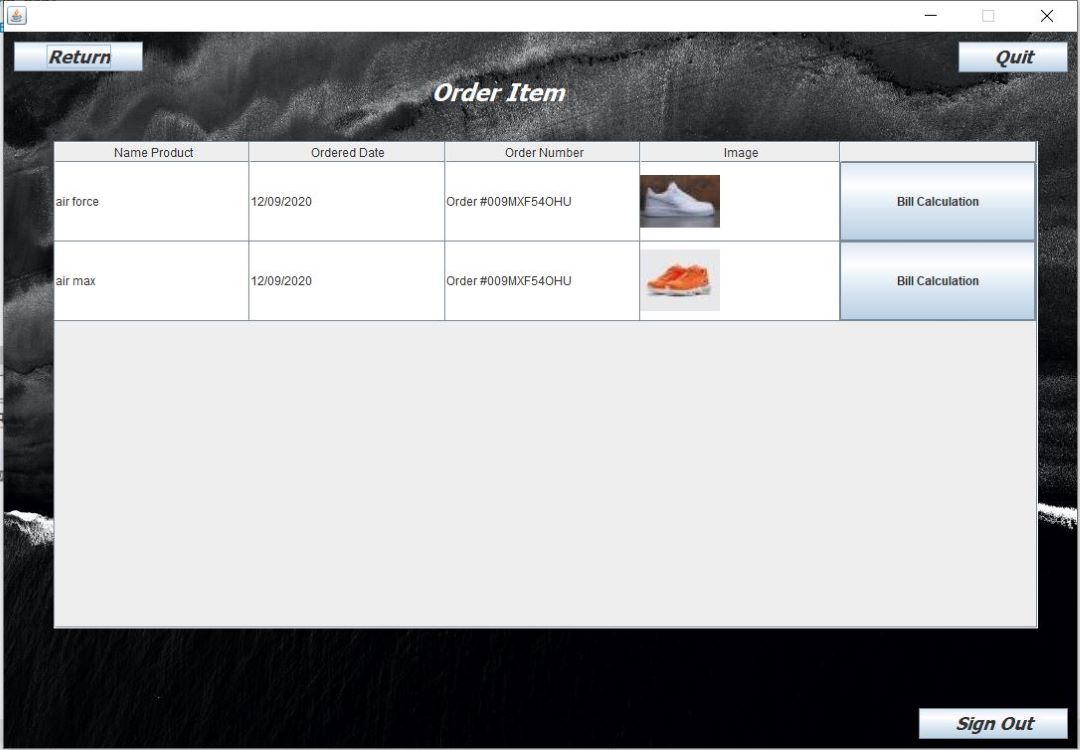 Return
Quit
Order Item
Name Product Ordered Date Order Number Image
air force 12/09/2020 Order #009MXF54OHU Bill Calculation
air max 12/09/2020 Order #009MXF54OHU Bill Calculation
Sign Out